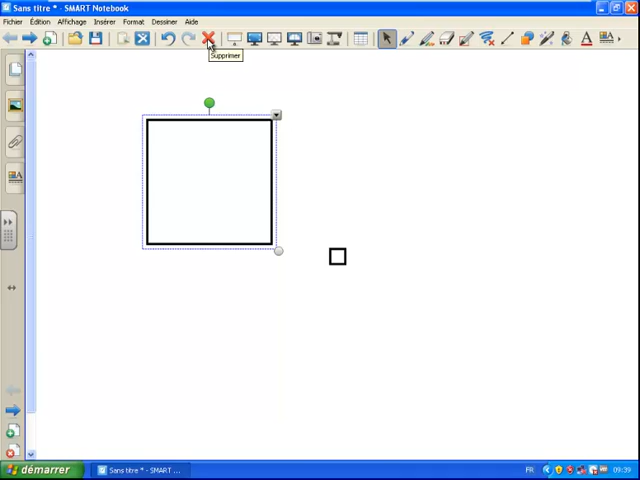 Sans titre * - SMART Notebook
Fichier Édition Affichage Insérer Format Dessiner Aide
A
Supprimer
démarrer
Sans titre * - SMART ...
FR
09:39